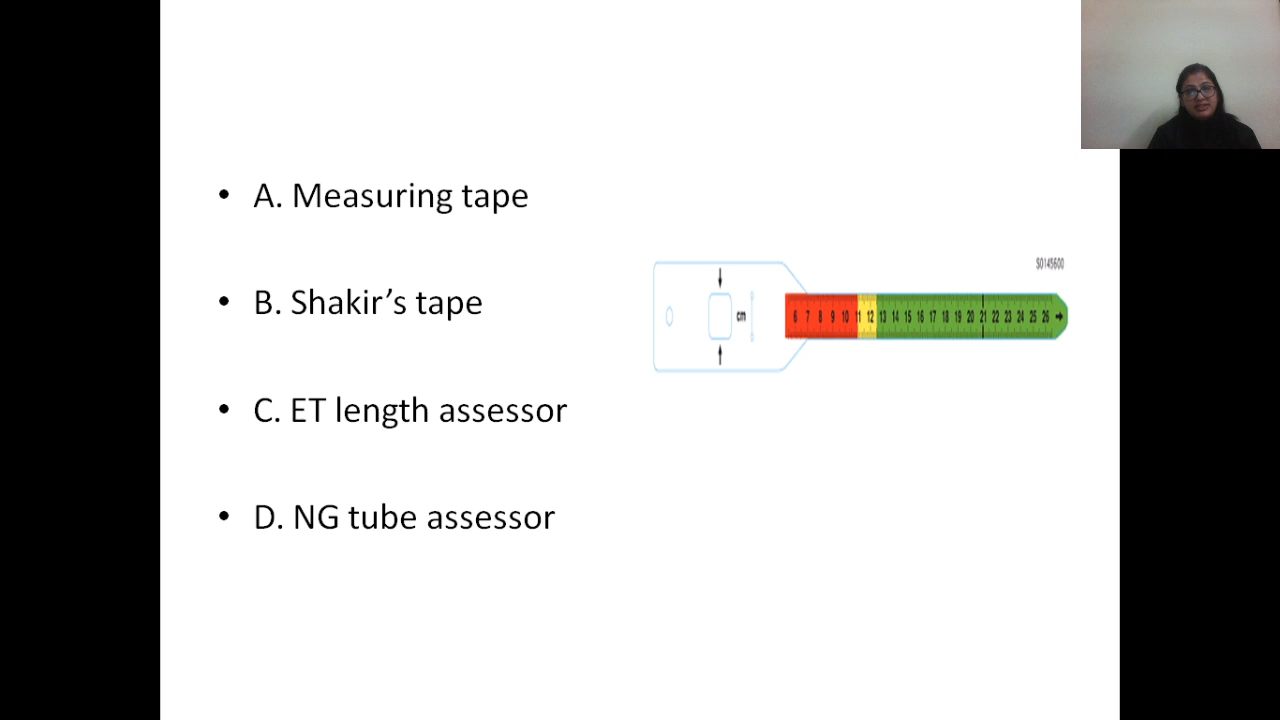 • A. Measuring tape
• B. Shakir’s tape
• C. ET length assessor
• D. NG tube assessor
S0145600
cm
6 7 8 9 10 11 12 13 14 15 16 17 18 19 20 21 22 23 24 25 26